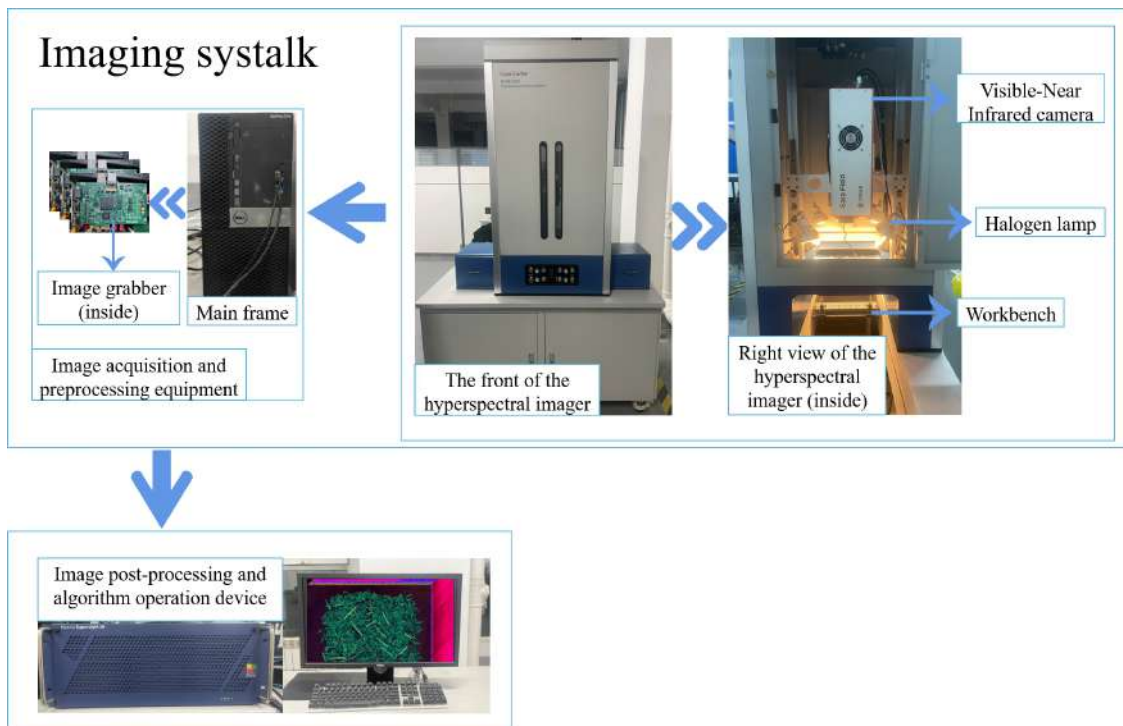 Imaging systalk
Visible-Near
Infrared camera
Halogen lamp
Workbench
Image grabber
(inside)
Main frame
Image acquisition and
preprocessing equipment
The front of the
hyperspectral imager
Right view of the
hyperspectral
imager (inside)
Image post-processing and
algorithm operation device